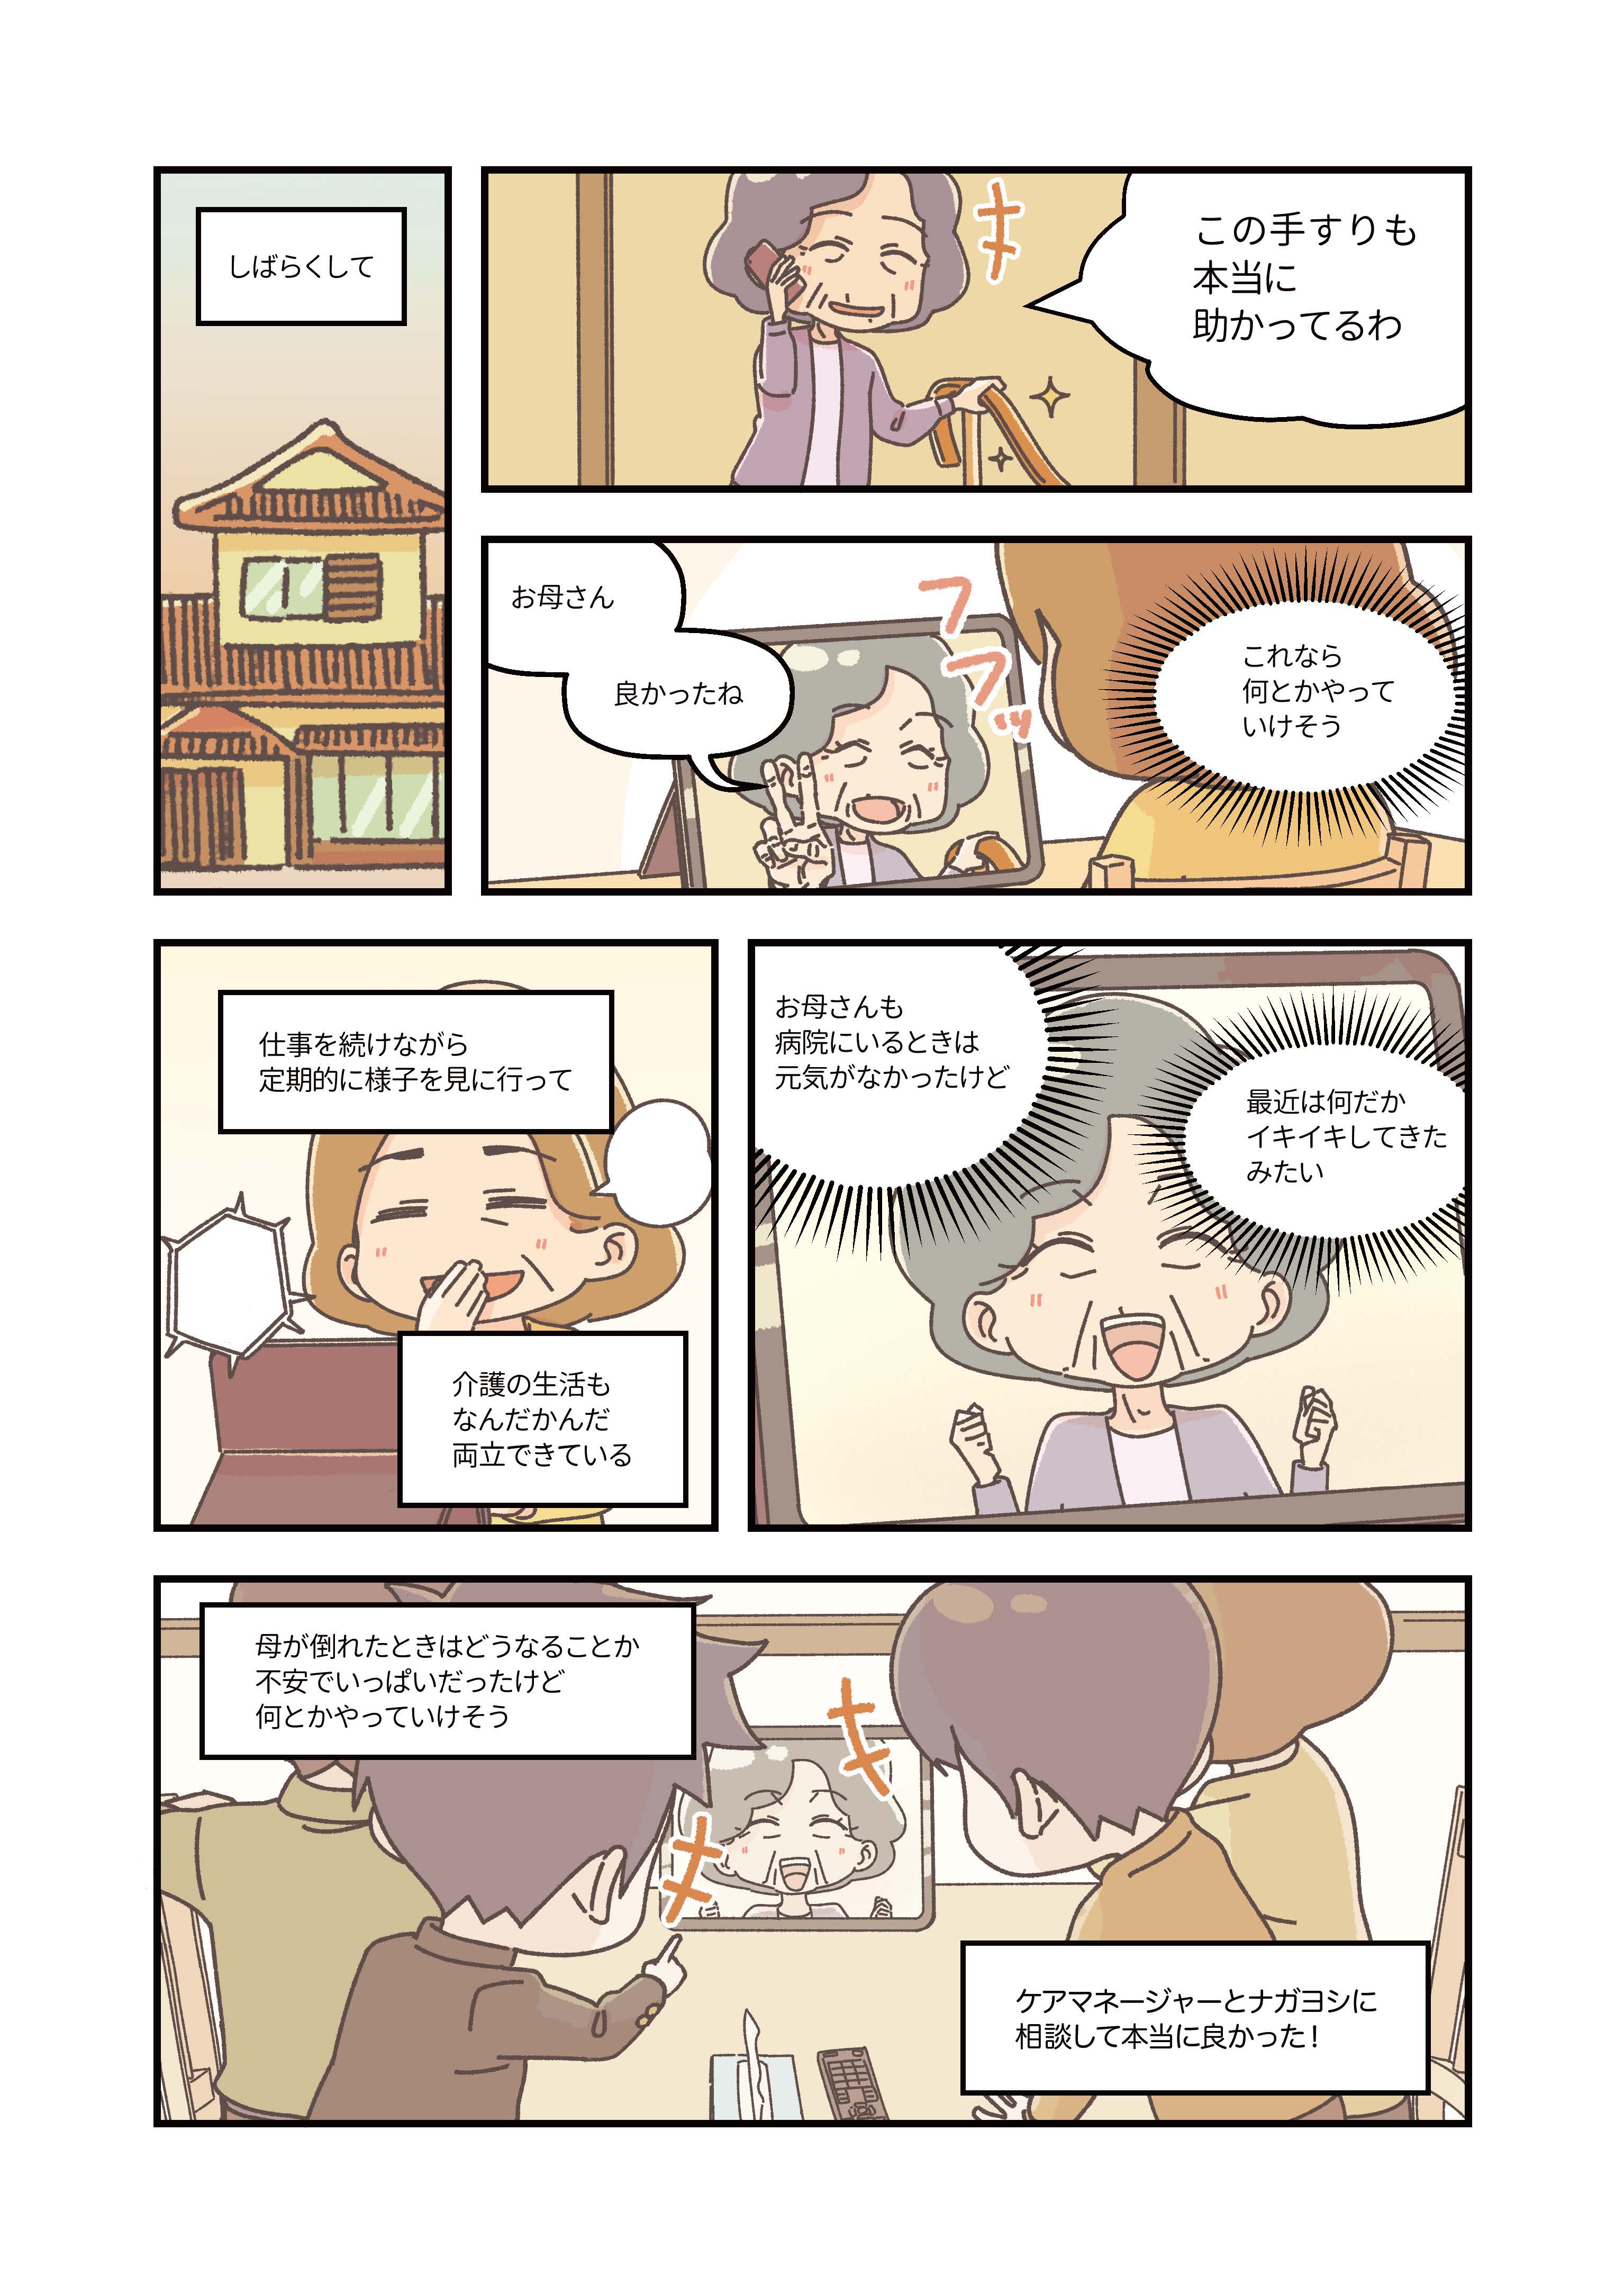 しばらくして
この手すりも
本当に
助かってるわ
お母さん
良かったね
フフッ
これなら
何とかやって
いけそう
仕事を続けながら
定期的に様子を見に行って
介護の生活も
なんだかんだ
両立できている
お母さんも
病院にいるときは
元気がなかったけど
最近は何だか
イキイキしてきた
みたい
母が倒れたときはどうなることか
不安でいっぱいだったけど
何とかやっていけそう
ケアマネージャーとナガヨシに
相談して本当に良かった！